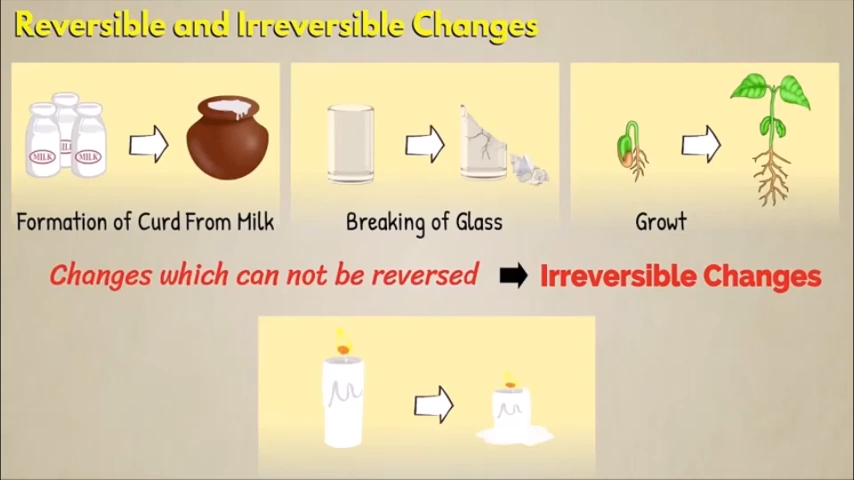 Reversible and Irreversible Changes
MILK
MILK
Formation of Curd From Milk
Breaking of Glass
Growt
Changes which can not be reversed
Irreversible Changes